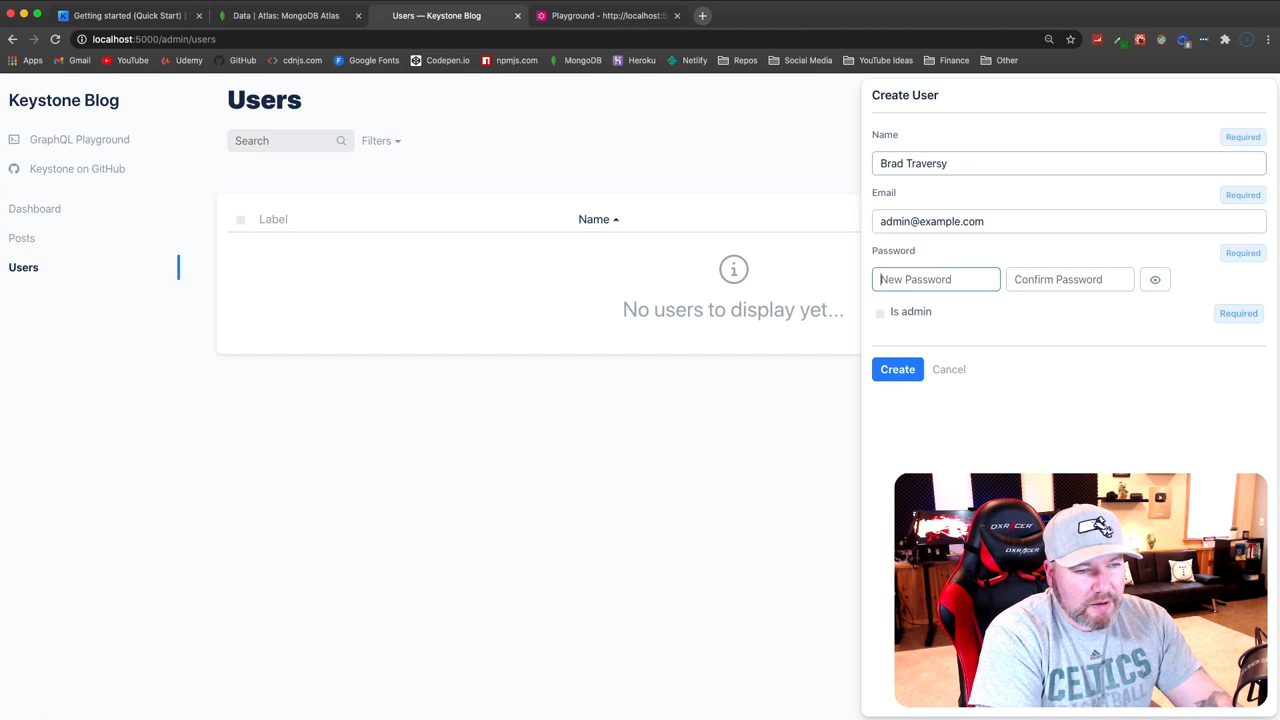 Getting started (Quick Start) |
Data | Atlas: MongoDB Atlas
Users — Keystone Blog
Playground - http://localhost:5
localhost:5000/admin/users
Apps
Gmail
YouTube
Udemy
GitHub
cdnjs.com
Google Fonts
Codepen.io
npmjs.com
MongoDB
Heroku
Netlify
Repos
Social Media
YouTube Ideas
Finance
Other
Keystone Blog
GraphQL Playground
Keystone on GitHub
Dashboard
Posts
Users
Users
Search
Filters
Label
Name
No users to display yet...
Create User
Name
Required
Brad Traversy
Email
Required
admin@example.com
Password
Required
New Password
Confirm Password
Is admin
Required
Create
Cancel
DXRACER
DXRACER
adidas
CELTICS
BASKETBALL